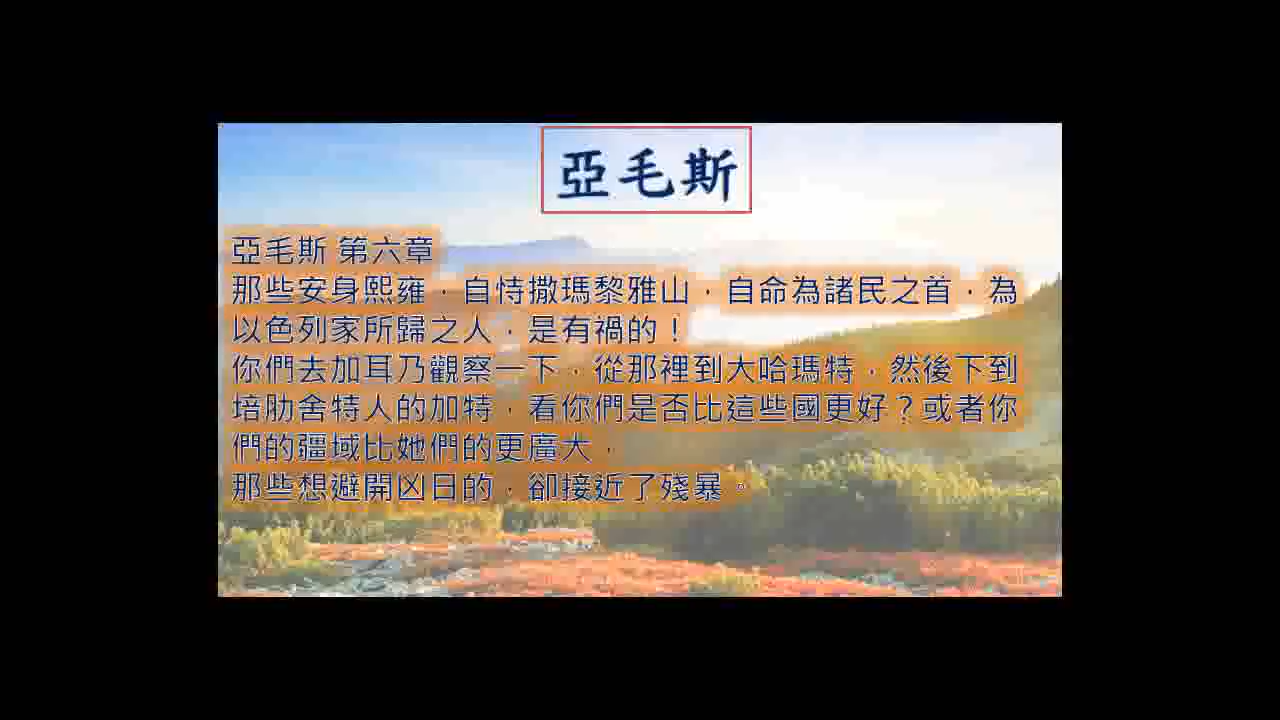 亞毛斯
亞毛斯 第六章
那些安身熙雍，自恃撒瑪黎雅山，自命為諸民之首，為
以色列家所歸之人，是有禍的！
你們去加耳乃觀察一下，從那裡到大哈瑪特，然後下到
培肋舍特人的加特，看你們是否比這些國更好？或者你
們的疆域比她們的更廣大，
那些想避開凶日的，卻接近了殘暴。